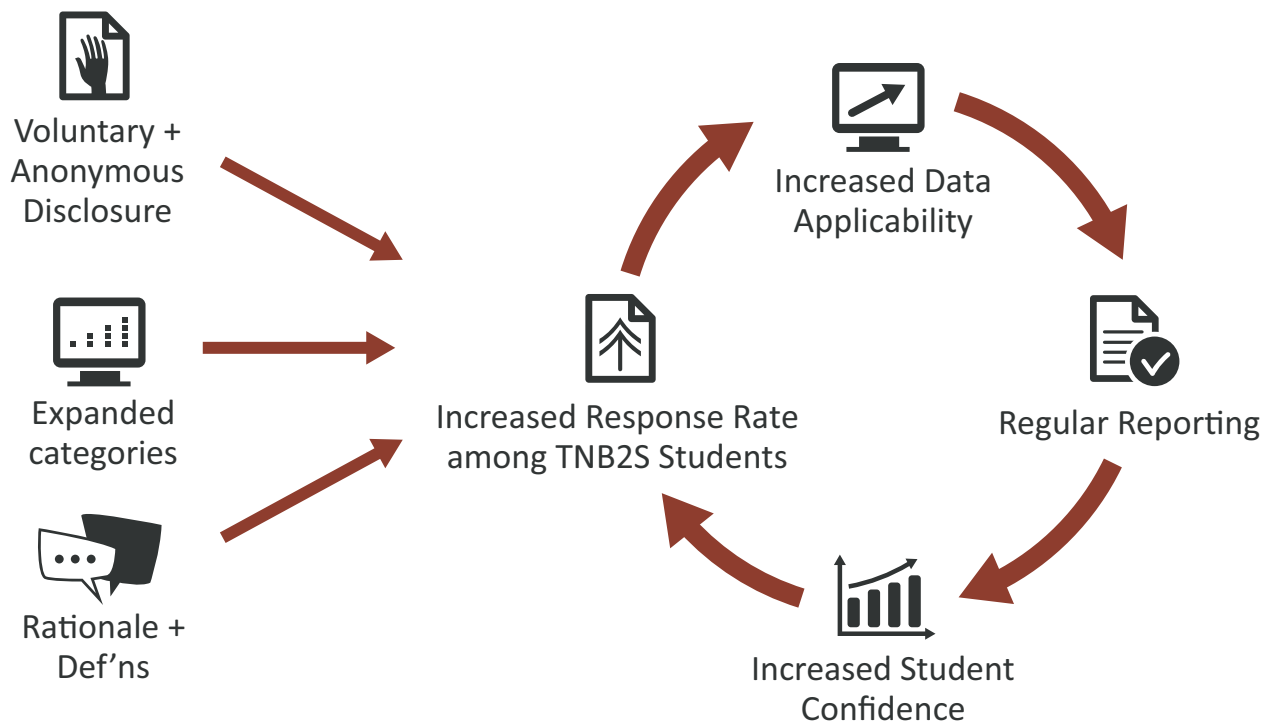 Voluntary +
Anonymous
Disclosure
Expanded
categories
Rationale +
Def’ns
Increased Response Rate
among TNB2S Students
Increased Data
Applicability
Regular Reporting
Increased Student
Confidence